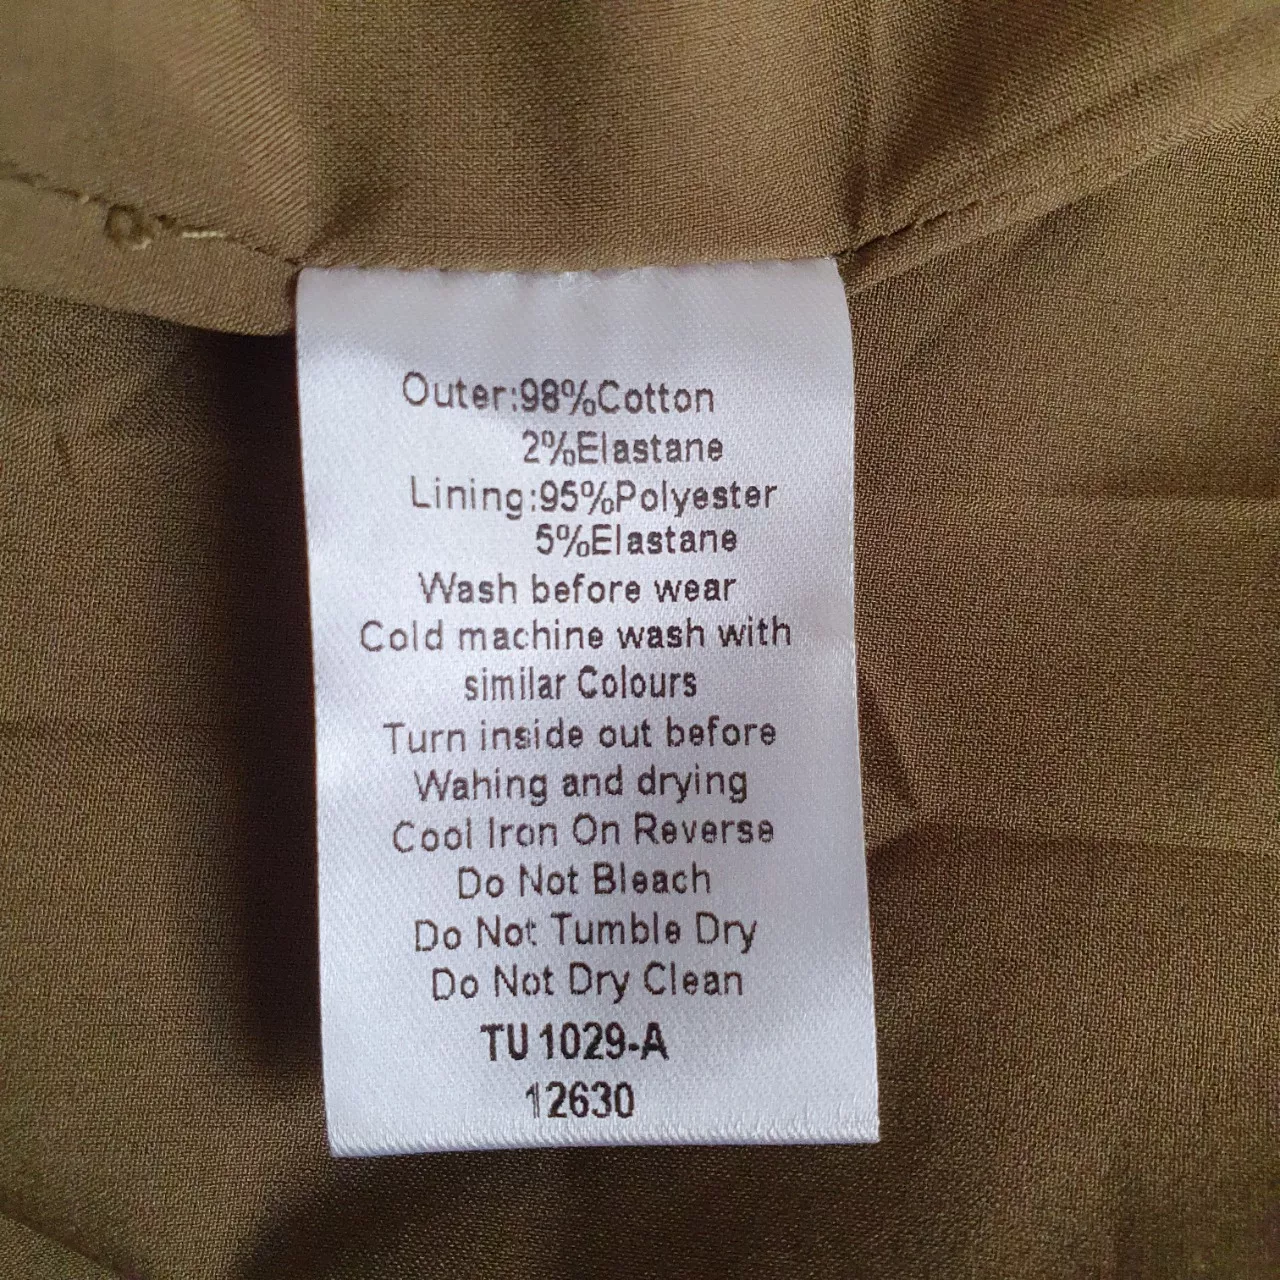 Outer:98%Cotton
2%Elastane
Lining:95%Polyester
5%Elastane
Wash before wear
Cold machine wash with
similar Colours
Turn inside out before
Wahing and drying
Cool Iron On Reverse
Do Not Bleach
Do Not Tumble Dry
Do Not Dry Clean
TU 1029-A
12630